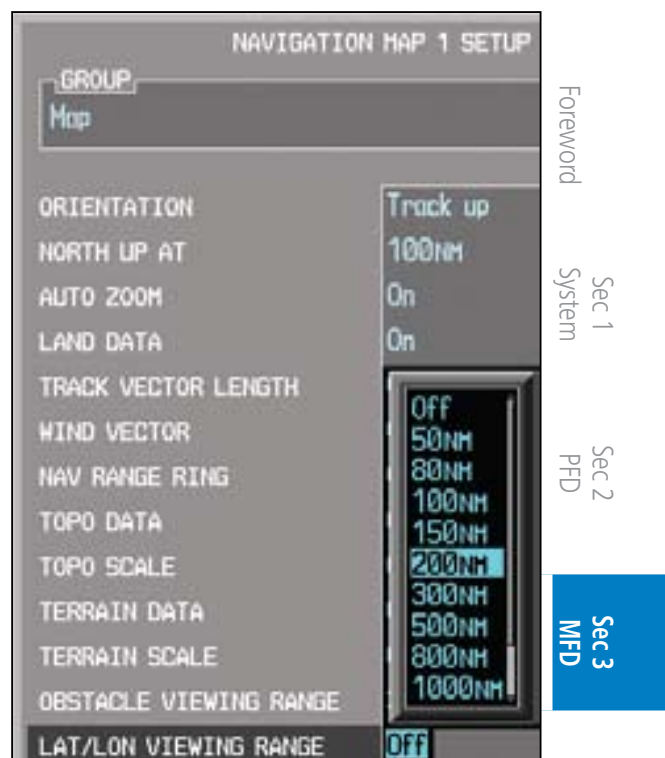 NAVIGATION MAP 1 SETUP
GROUP
Map
ORIENTATION Track up
NORTH UP AT 100NM
AUTO ZOOM On
LAND DATA On
TRACK VECTOR LENGTH
WIND VECTOR
NAV RANGE RING
TOPO DATA
TOPO SCALE
TERRAIN DATA
TERRAIN SCALE
OBSTACLE VIEWING RANGE
LAT/LON VIEWING RANGE Off
Off
50NM
80NM
100NM
150NM
200NM
300NM
500NM
800NM
1000NM
Foreword
Sec 1
System
Sec 2
PFD
Sec 3
MFD